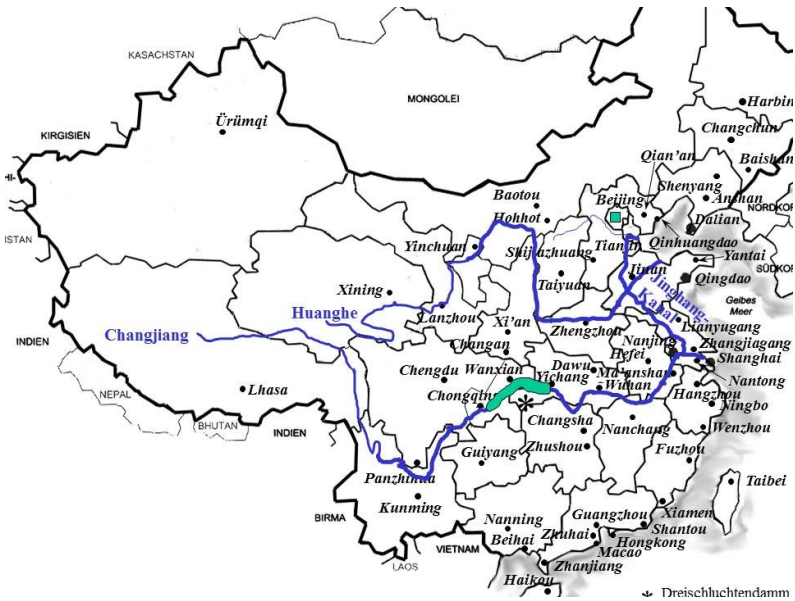 KASACHSTAN
MONGOLEI
KIRGISIEN
Ürümqi
Harbin
Changchun
Baishan
Qian'an
Shenyang
Anshan
Baotou
Hohhot
Beijing
NORDKOR
Dalian
ISTAN
Yinchuan
Shijiazhuang
Tianjin
Qinhuangdao
Yantai
Jinan
SÜDKOR
Taiyuan
Qingdao
Xining
Jinghang-
Kanal
Gelbes
Meer
Huanghe
Lanzhou
Changjiang
Xi'an
Zhengzhou
Lianyugang
INDIEN
Changan
Nanjing
Zhangjiagang
Hefei
Shanghai
Chengdu
Wanxian
Dawu
Yichang
Ma'anshan
Nantong
Lhasa
Wuhan
Hangzhou
NEPAL
Chongqing
Ningbo
BHUTAN
INDIEN
Changsha
Nanchang
Wenzhou
Zhushou
Guiyang
Fuzhou
Panzhihua
Taibei
Kunming
Xiamen
BIRMA
Nanning
Guangzhou
Shantou
VIETNAM
Beihai
Zhuhai
Hongkong
Macao
LAOS
Zhanjiang
Haikou
* Dreischluchtendamm